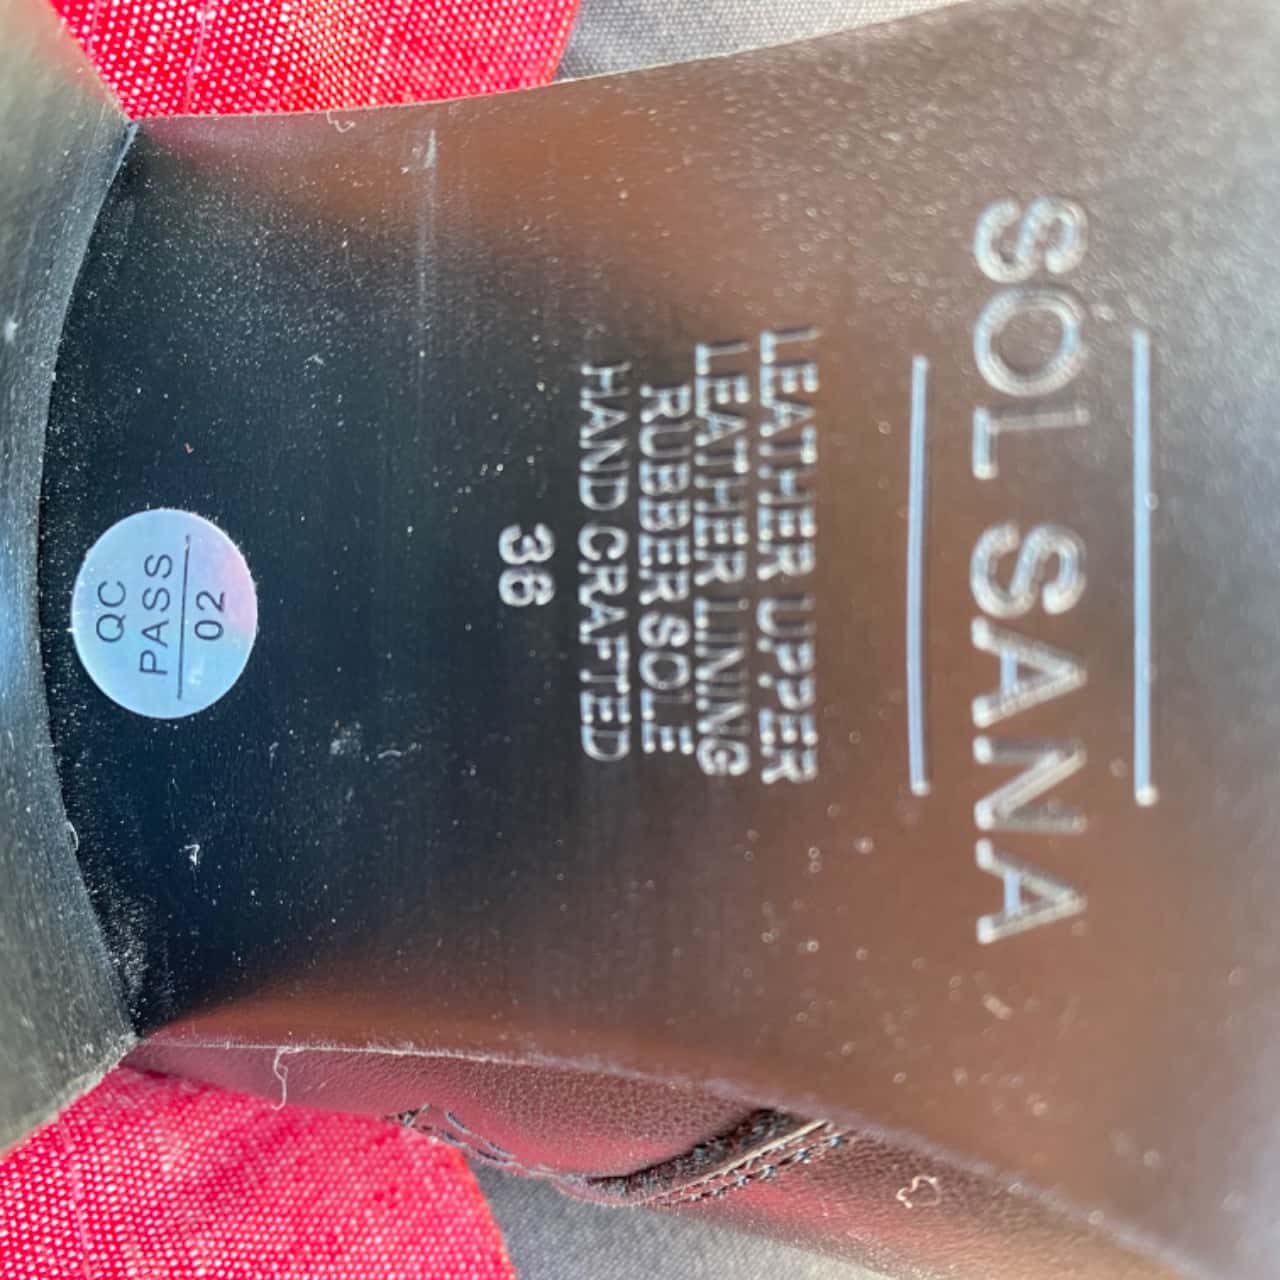 SOL SANA
LEATHER UPPER
LEATHER LINING
RUBBER SOLE
HAND CRAFTED
36
QC
PASS
02